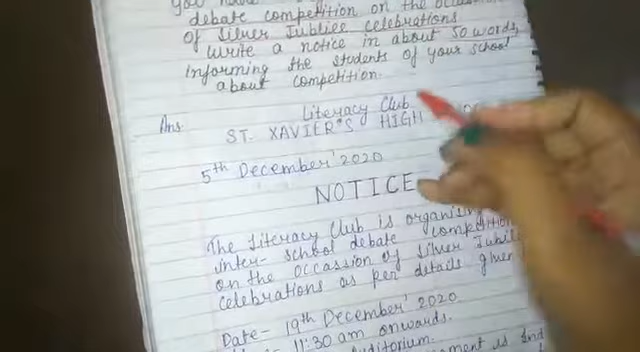 you have
debate competition on the
of Silver Jubliee celebrations
write a notice in about 50 words,
informing the students of your school
about competition.
Ans Literacy Club
ST. XAVIER'S HIGH
5th December' 2020
NOTICE
The Literacy Club is organising
inter-school debate competition
on the occassion of Silver Jubilee
celebrations as per details given
Date- 19th December' 2020
11:30 am onwards.
Auditorium.